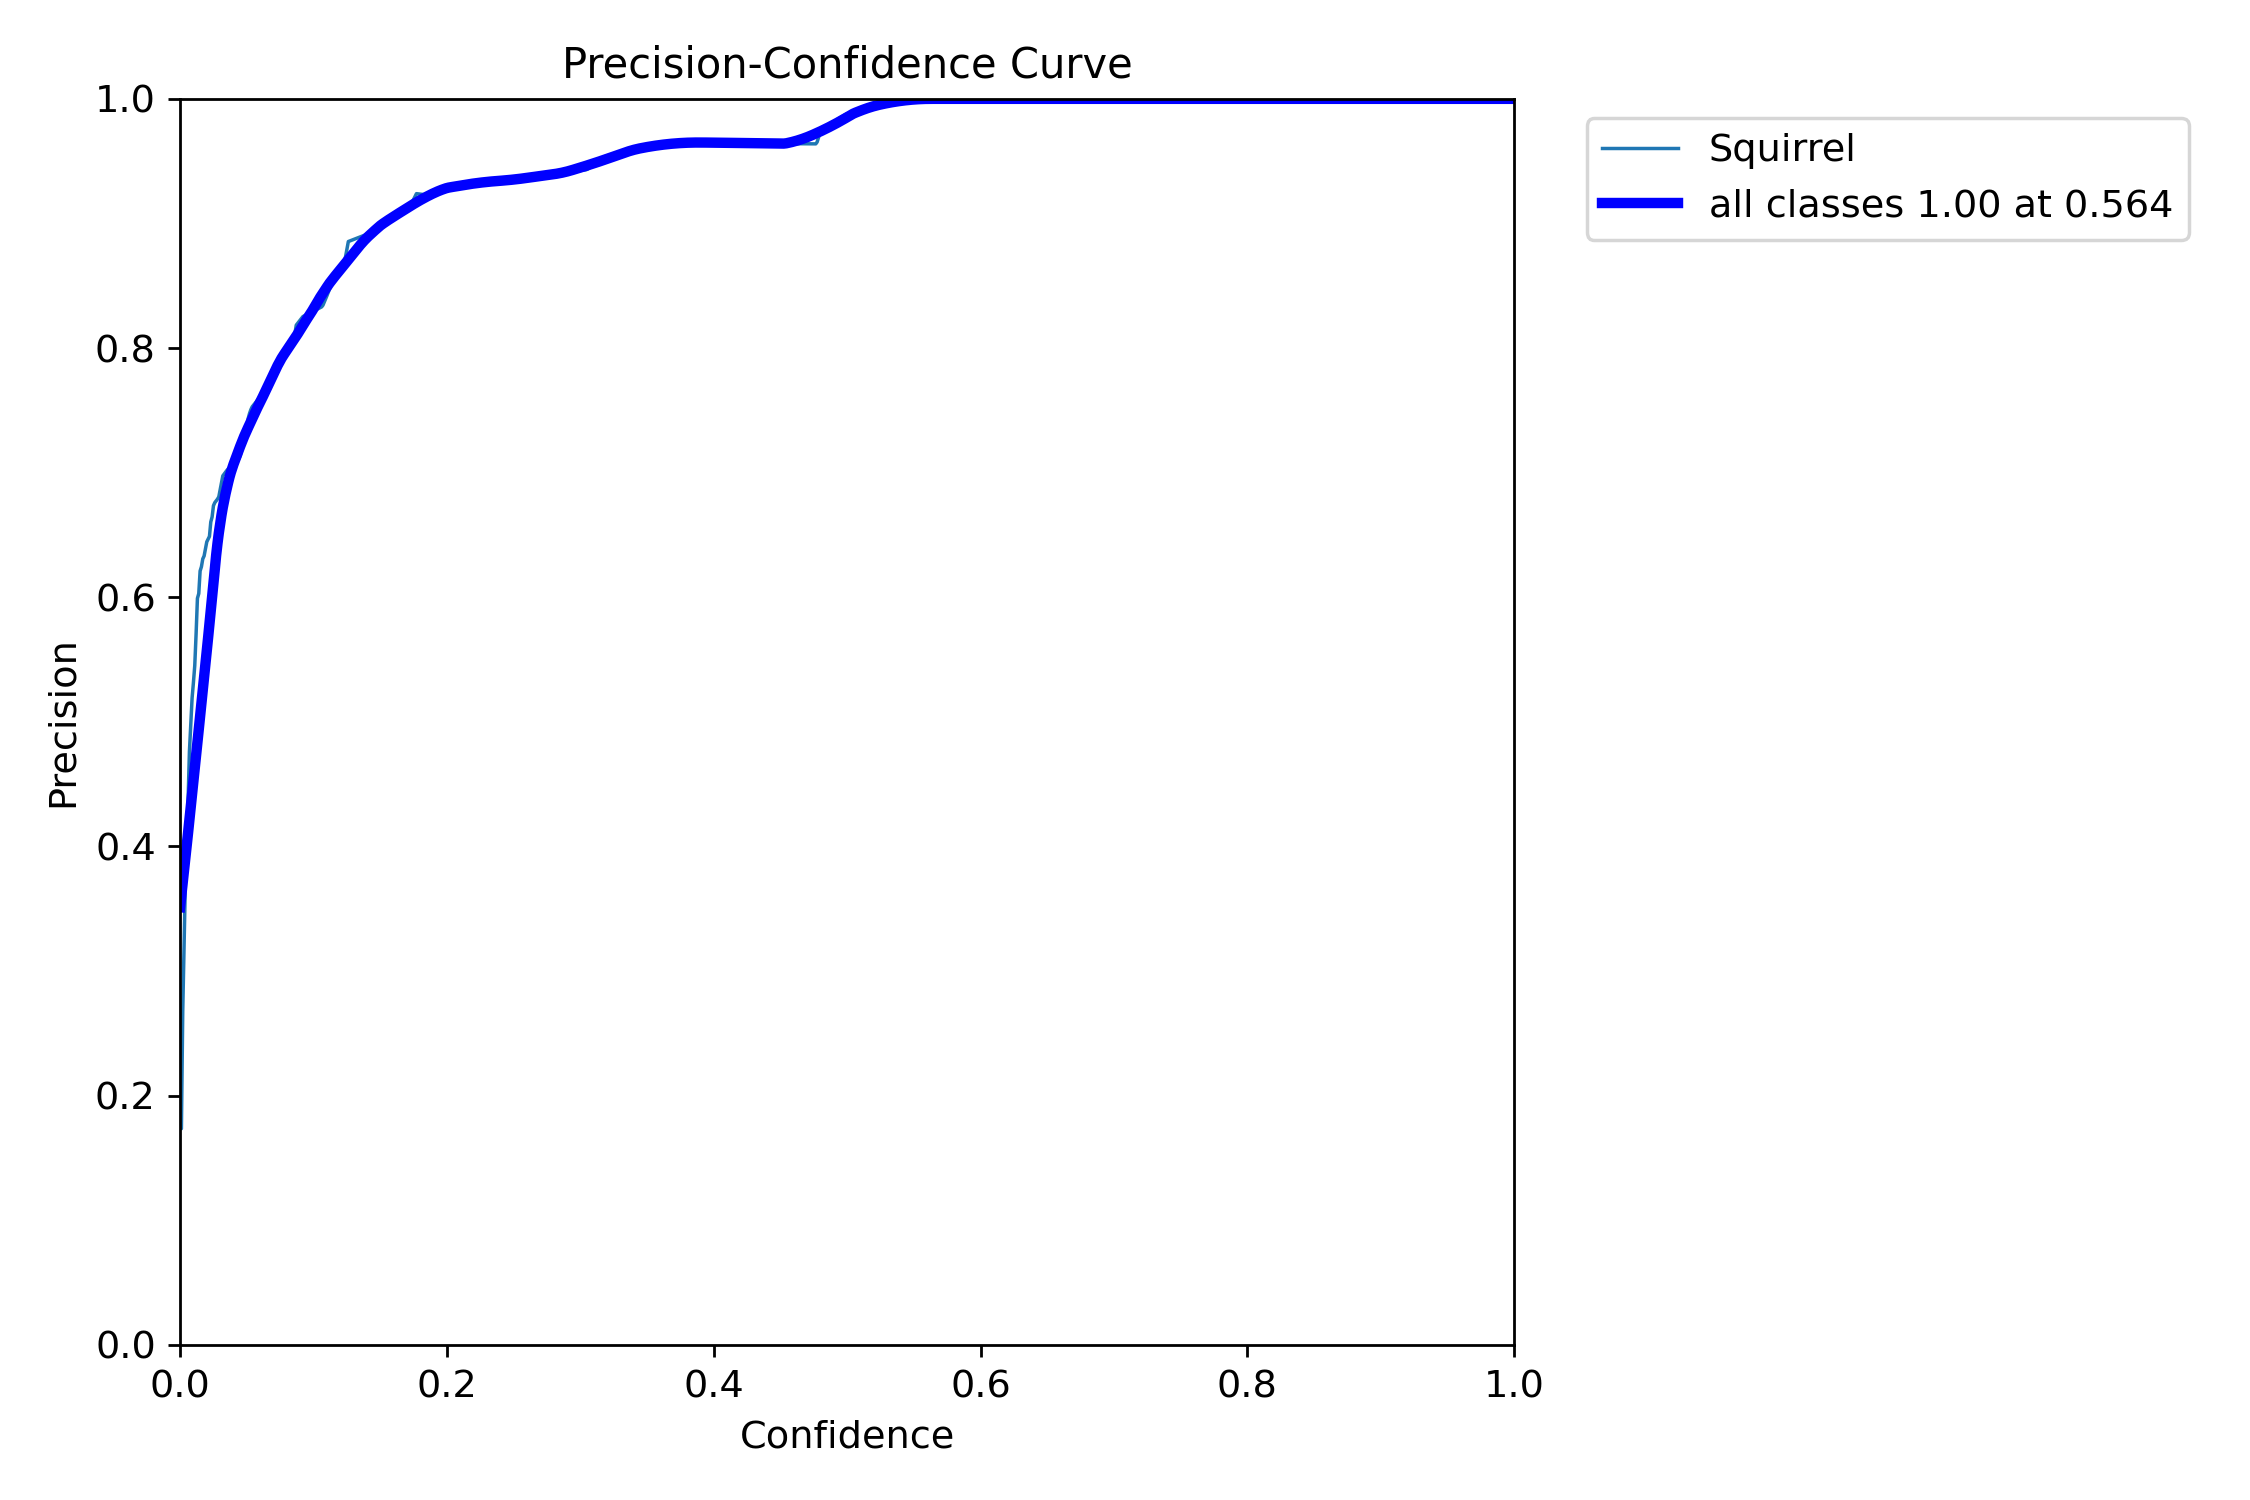 Precision-Confidence Curve
1.0
0.8
0.6
0.4
0.2
0.0
Precision
0.0 0.2 0.4 0.6 0.8 1.0
Confidence
Squirrel
all classes 1.00 at 0.564